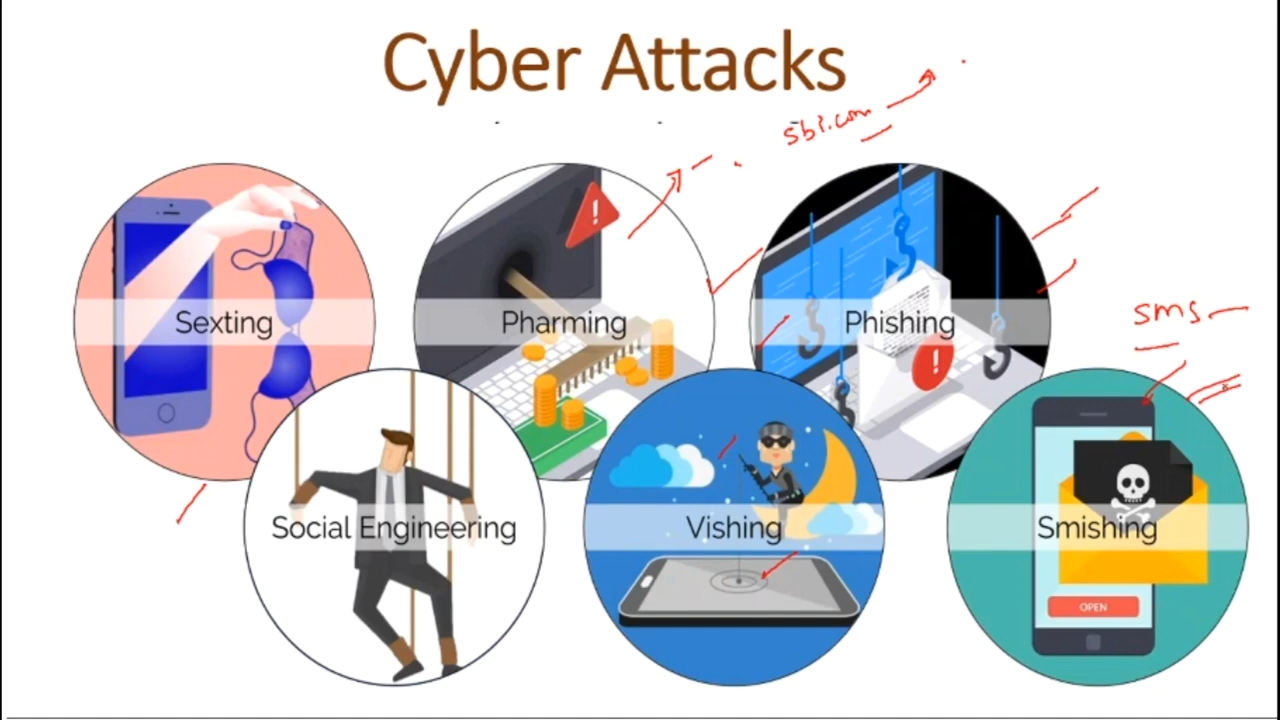 Cyber Attacks
sbi.com
Sexting
Pharming
Phishing
sms
Social Engineering
Vishing
Smishing
OPEN